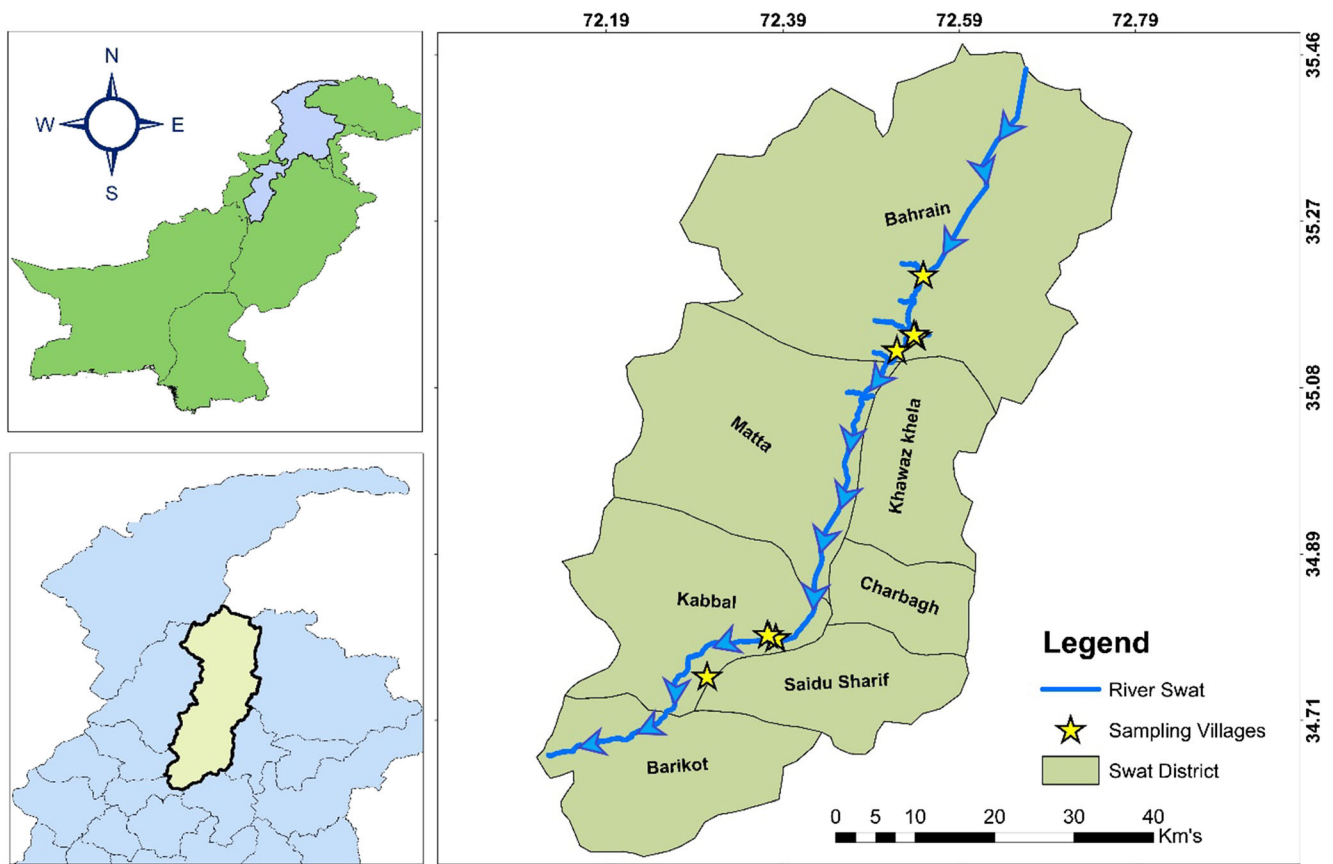 N
W E
S
72.19 72.39 72.59 72.79
35.46
35.27
35.08
34.89
34.71
Bahrain
Matta
Khawaz khela
Charbagh
Kabbal
Saidu Sharif
Barikot
Legend
River Swat
Sampling Villages
Swat District
0 5 10 20 30 40
Km's